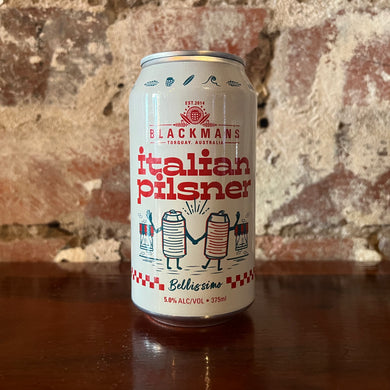 EST.2014
BLACKMANS
TORQUAY, AUSTRALIA
italian
pilsner
Bellissimo
5.0% ALC/VOL • 375ml